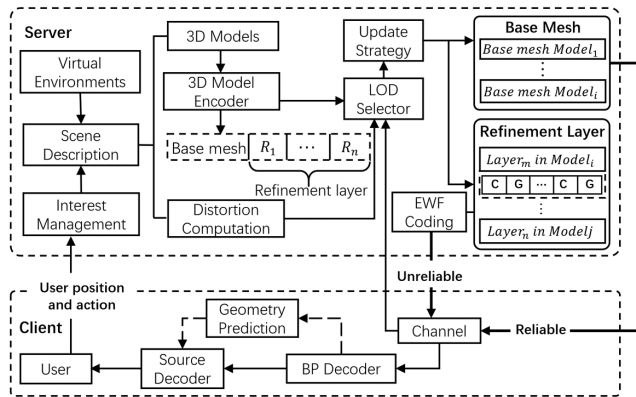 Server
Virtual
Environments
Scene
Description
Interest
Management
3D Models
3D Model
Encoder
Base mesh R₁ ⋯ Rₙ
Refinement layer
Distortion
Computation
Update
Strategy
LOD
Selector
Base Mesh
Base mesh Model₁
⋮
Base mesh Modelᵢ
Refinement Layer
Layerₘ in Modelᵢ
C G ⋯ C G
⋮
Layerₙ in Modelj
EWF
Coding
Unreliable
Reliable
User position
and action
Client
User
Source
Decoder
Geometry
Prediction
BP Decoder
Channel